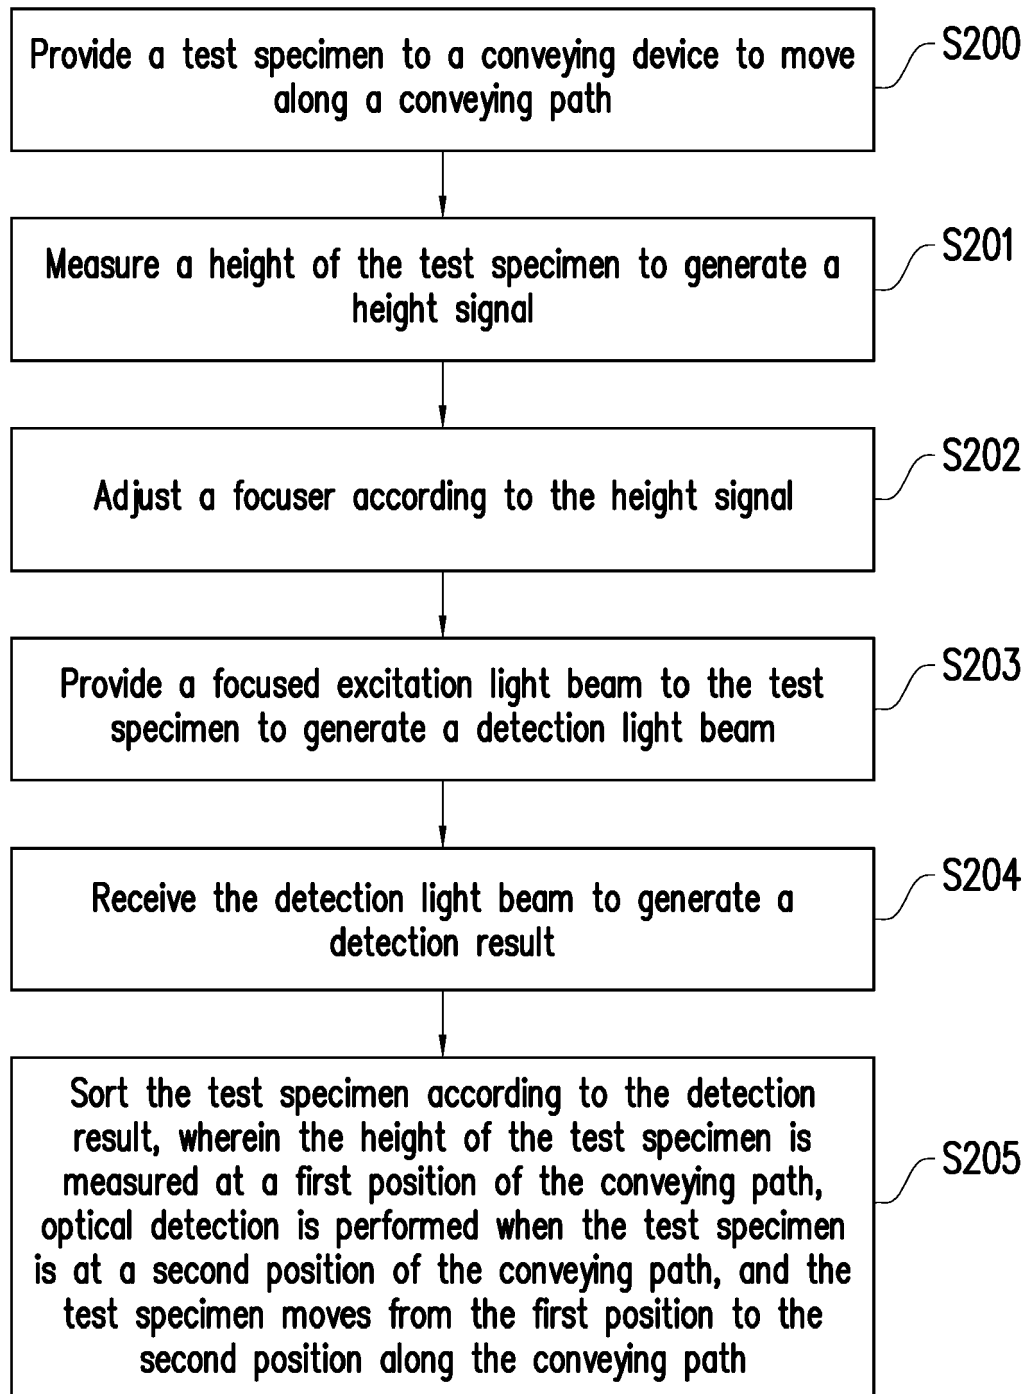 Provide a test specimen to a conveying device to move
along a conveying path
S200
Measure a height of the test specimen to generate a
height signal
S201
Adjust a focuser according to the height signal
S202
Provide a focused excitation light beam to the test
specimen to generate a detection light beam
S203
Receive the detection light beam to generate a
detection result
S204
Sort the test specimen according to the detection
result, wherein the height of the test specimen is
measured at a first position of the conveying path,
optical detection is performed when the test specimen
is at a second position of the conveying path, and the
test specimen moves from the first position to the
second position along the conveying path
S205